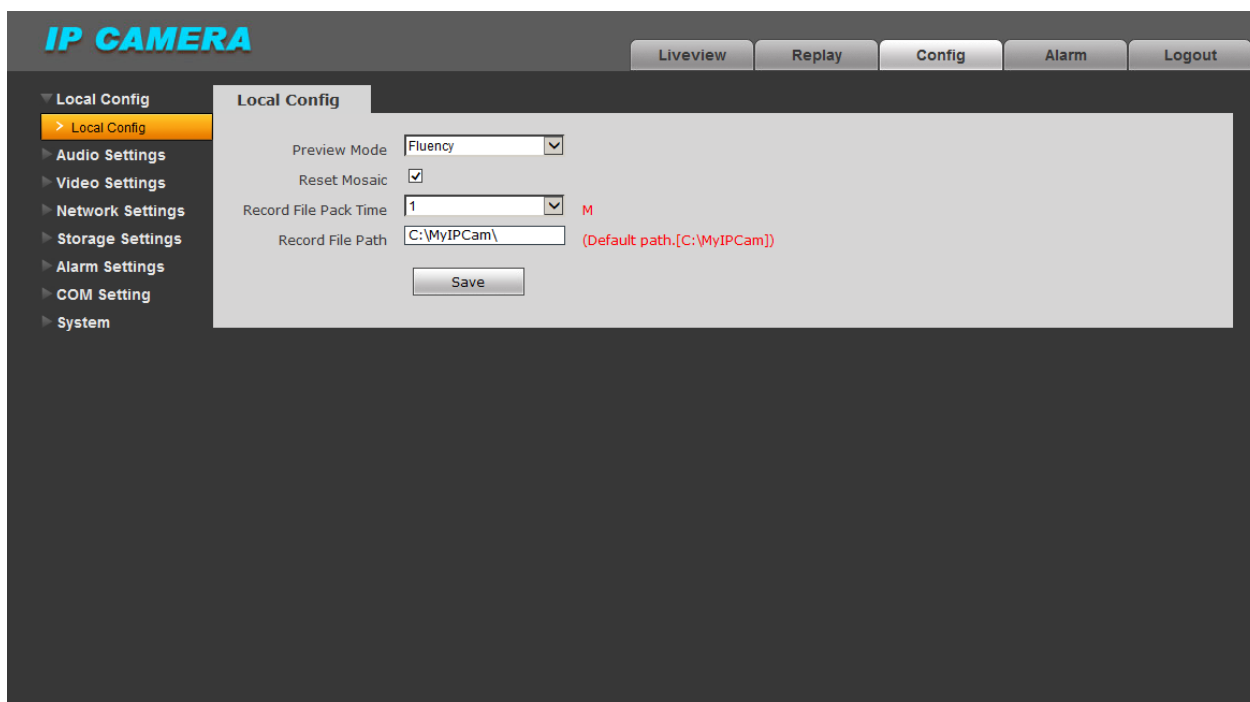 IP CAMERA
Liveview Replay Config Alarm Logout
Local Config
> Local Config
Audio Settings
Video Settings
Network Settings
Storage Settings
Alarm Settings
COM Setting
System
Local Config
Preview Mode Fluency
Reset Mosaic
Record File Pack Time 1 M
Record File Path C:\MyIPCam\ (Default path.[C:\MyIPCam])
Save